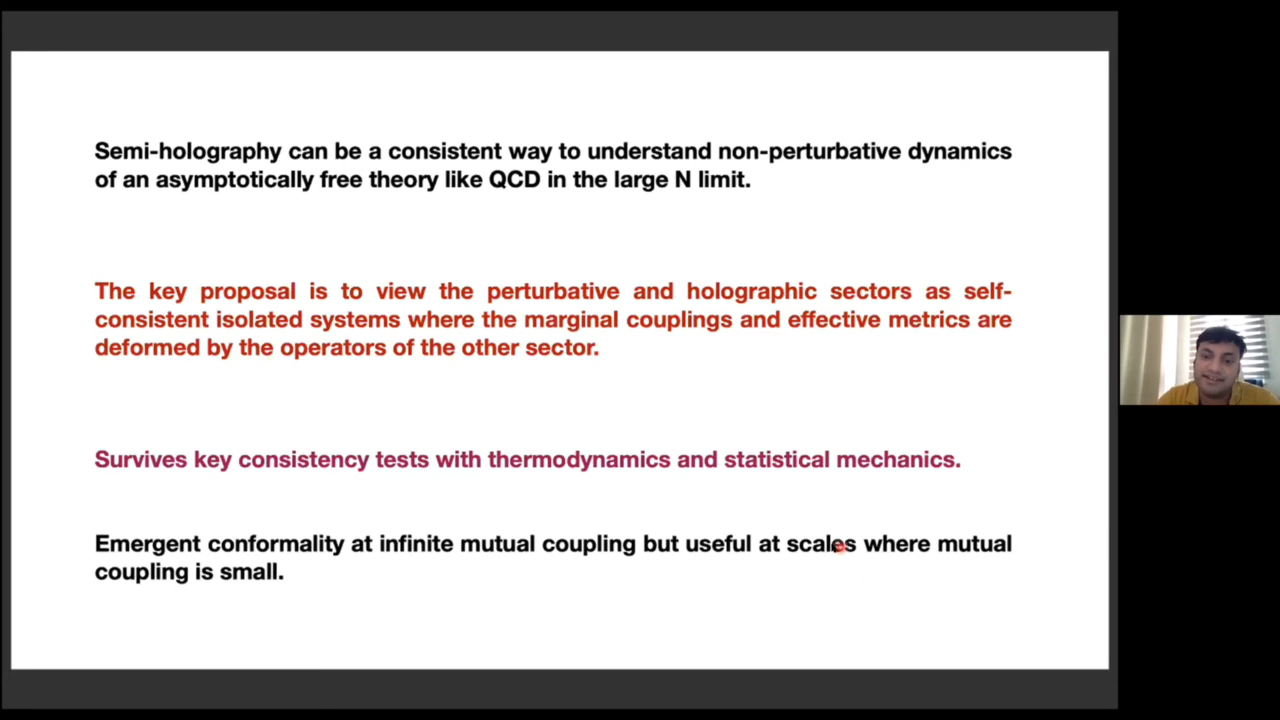 Semi-holography can be a consistent way to understand non-perturbative dynamics
of an asymptotically free theory like QCD in the large N limit.
The key proposal is to view the perturbative and holographic sectors as self-
consistent isolated systems where the marginal couplings and effective metrics are
deformed by the operators of the other sector.
Survives key consistency tests with thermodynamics and statistical mechanics.
Emergent conformality at infinite mutual coupling but useful at scales where mutual
coupling is small.